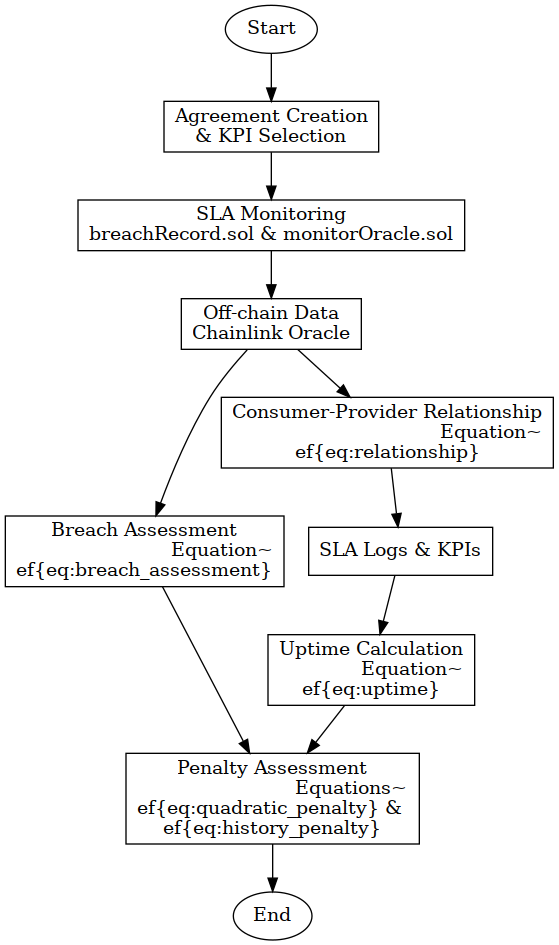 Start
Agreement Creation
& KPI Selection
SLA Monitoring
breachRecord.sol & monitorOracle.sol
Off-chain Data
Chainlink Oracle
Consumer-Provider Relationship
Equation~
ef{eq:relationship}
Breach Assessment
Equation~
ef{eq:breach_assessment}
SLA Logs & KPIs
Uptime Calculation
Equation~
ef{eq:uptime}
Penalty Assessment
Equations~
ef{eq:quadratic_penalty} &
ef{eq:history_penalty}
End